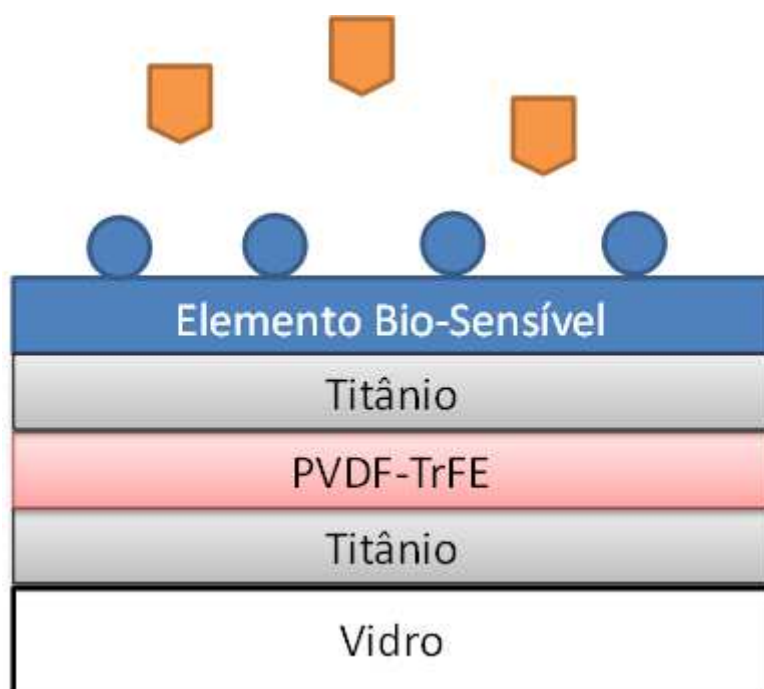 Elemento Bio-Sensível
Titânio
PVDF-TrFE
Titânio
Vidro